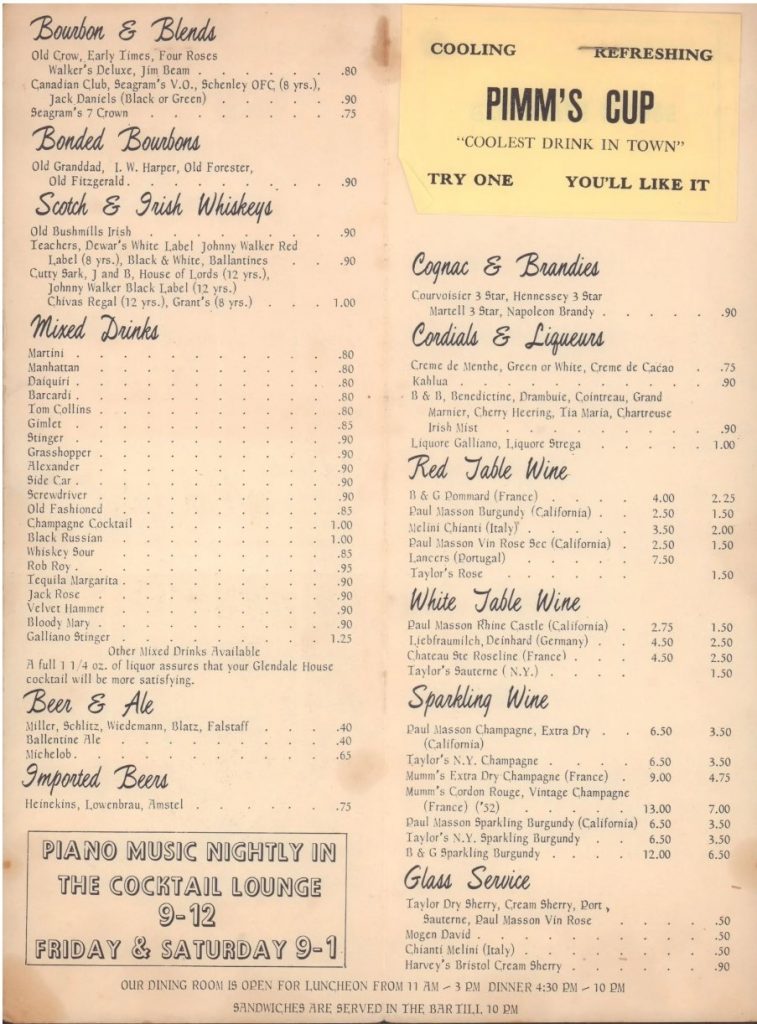 Bourbon & Blends
Old Crow, Early Times, Four Roses
Walker's Deluxe, Jim Beam . . . . . . .80
Canadian Club, Seagram's V.O., Schenley OFC (8 yrs.),
Jack Daniels (Black or Green) . . . . . .90
Seagram's 7 Crown . . . . . . . .75
Bonded Bourbons
Old Granddad, I. W. Harper, Old Forester,
Old Fitzgerald . . . . . . . . .90
Scotch & Irish Whiskeys
Old Bushmills Irish . . . . . . . .90
Teachers, Dewar's White Label Johnny Walker Red
Label (8 yrs.), Black & White, Ballantines . . .90
Cutty Sark, J and B, House of Lords (12 yrs.),
Johnny Walker Black Label (12 yrs.)
Chivas Regal (12 yrs.), Grant's (8 yrs.) . . . 1.00
Mixed Drinks
Martini . . . . . . . . . . .80
Manhattan . . . . . . . . . . .80
Daiquiri . . . . . . . . . . .80
Barcardi . . . . . . . . . . .80
Tom Collins . . . . . . . . . . .80
Gimlet . . . . . . . . . . .85
Stinger . . . . . . . . . . .90
Grasshopper . . . . . . . . . . .90
Alexander . . . . . . . . . . .90
Side Car . . . . . . . . . . .90
Screwdriver . . . . . . . . . . .90
Old Fashioned . . . . . . . . . .85
Champagne Cocktail . . . . . . . . 1.00
Black Russian . . . . . . . . . 1.00
Whiskey Sour . . . . . . . . . .85
Rob Roy . . . . . . . . . . .95
Tequila Margarita . . . . . . . . . .90
Jack Rose . . . . . . . . . . .90
Velvet Hammer . . . . . . . . . .90
Bloody Mary . . . . . . . . . .90
Galliano Stinger . . . . . . . . . 1.25
Other Mixed Drinks Available
A full 1 1/4 oz. of liquor assures that your Glendale House
cocktail will be more satisfying.
Beer & Ale
Miller, Schlitz, Wiedemann, Blatz, Falstaff . . . .40
Ballentine Ale . . . . . . . . .40
Michelob . . . . . . . . . . .65
Imported Beers
Heinekins, Lowenbrau, Amstel . . . . . . .75
PIANO MUSIC NIGHTLY IN
THE COCKTAIL LOUNGE
9-12
FRIDAY & SATURDAY 9-1
COOLING REFRESHING
PIMM'S CUP
"COOLEST DRINK IN TOWN"
TRY ONE YOU'LL LIKE IT
Cognac & Brandies
Courvoisier 3 Star, Hennessey 3 Star
Martell 3 Star, Napoleon Brandy . . . . . .90
Cordials & Liqueurs
Creme de Menthe, Green or White, Creme de Cacao . .75
Kahlua . . . . . . . . . . .90
B & B, Benedictine, Drambuie, Cointreau, Grand
Marnier, Cherry Heering, Tia Maria, Chartreuse
Irish Mist . . . . . . . . . .90
Liquore Galliano, Liquore Strega . . . . . 1.00
Red Table Wine
B & G Pommard (France) . . . . 4.00 2.25
Paul Masson Burgundy (California) . . 2.50 1.50
Melini Chianti (Italy) . . . . . 3.50 2.00
Paul Masson Vin Rose Sec (California) . 2.50 1.50
Lancers (Portugal) . . . . . 7.50
Taylor's Rose . . . . . . 1.50
White Table Wine
Paul Masson Rhine Castle (California) . 2.75 1.50
Liebfraumilch, Deinhard (Germany) . . 4.50 2.50
Chateau Ste Roseline (France) . . . 4.50 2.50
Taylor's Sauterne ( N.Y.) . . . . 1.50
Sparkling Wine
Paul Masson Champagne, Extra Dry . . 6.50 3.50
(California)
Taylor's N.Y. Champagne . . . . 6.50 3.50
Mumm's Extra Dry Champagne (France) . 9.00 4.75
Mumm's Cordon Rouge, Vintage Champagne
(France) ('52) . . . . . 13.00 7.00
Paul Masson Sparkling Burgundy (California) 6.50 3.50
Taylor's N.Y. Sparkling Burgundy . . 6.50 3.50
B & G Sparkling Burgundy . . . . 12.00 6.50
Glass Service
Taylor Dry Sherry, Cream Sherry, Port,
Sauterne, Paul Masson Vin Rose . . . . .50
Mogen David . . . . . . . . . .50
Chianti Melini (Italy) . . . . . . . .50
Harvey's Bristol Cream Sherry . . . . . .90
OUR DINING ROOM IS OPEN FOR LUNCHEON FROM 11 AM - 3 PM DINNER 4:30 PM - 10 PM
SANDWICHES ARE SERVED IN THE BAR TILL 10 PM